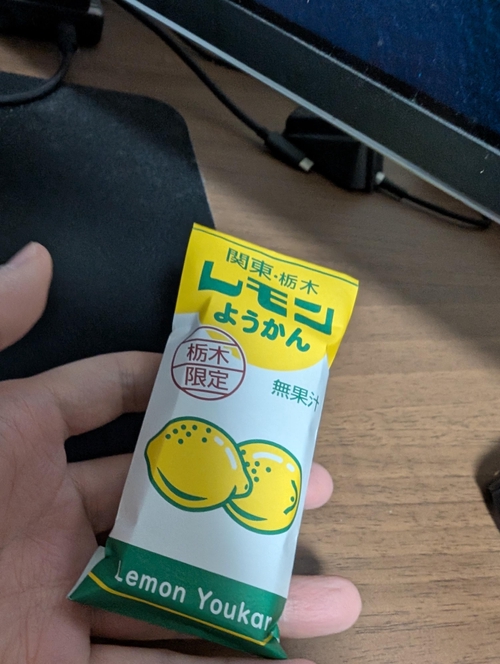 関東・栃木
レモン
ようかん
栃木
限定
無果汁
Lemon Youkan